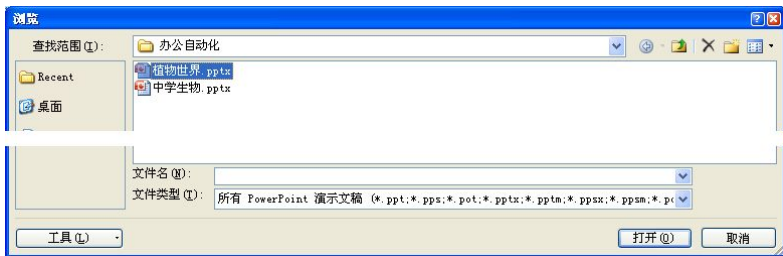 浏览
查找范围(I):
办公自动化
Recent
桌面
植物世界.pptx
中学生物.pptx
文件名(N):
文件类型(T):
所有 PowerPoint 演示文稿 (*.ppt;*.pps;*.pot;*.pptx;*.pptm;*.ppsx;*.ppsm;*.po
工具(L)
打开(O)
取消